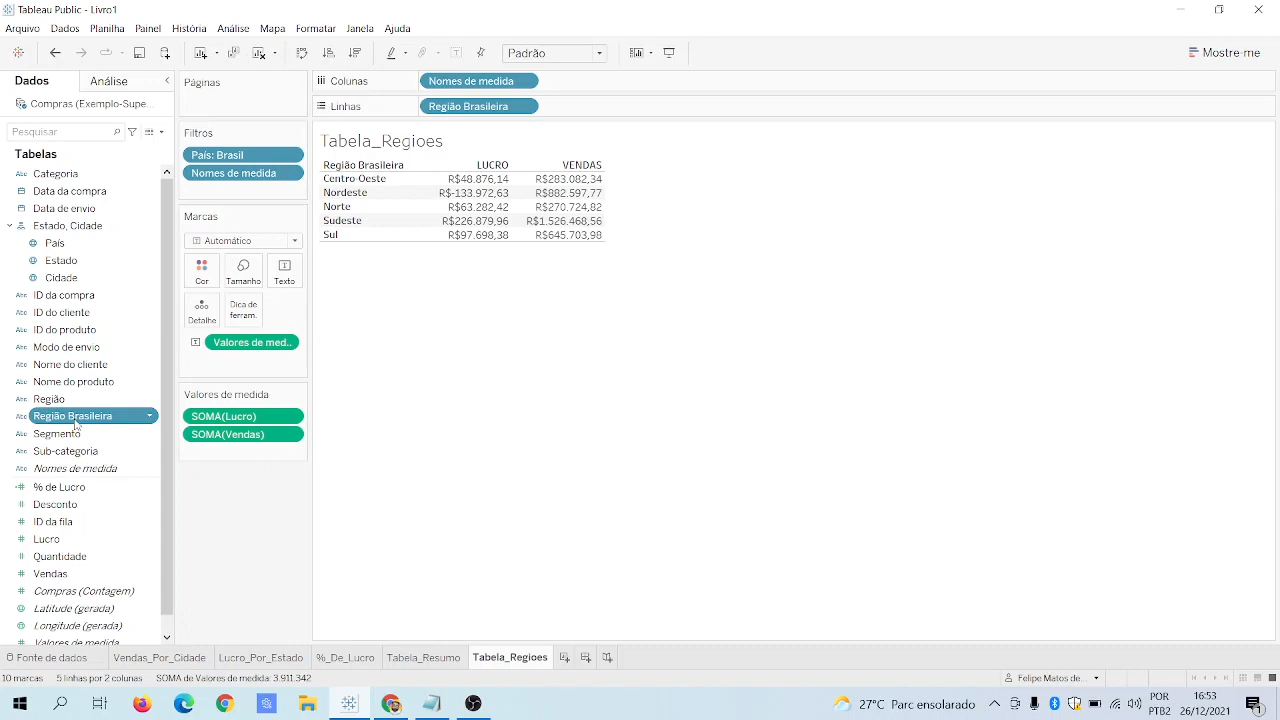 Tableau Public - Livro1
Arquivo Dados Planilha Painel História Análise Mapa Formatar Janela Ajuda
Padrão
Mostre me
Dados Análise
Compras (Exemplo-Supe...
Pesquisar
Tabelas
Categoria
Data da compra
Data de envio
Estado, Cidade
País
Estado
Cidade
ID da compra
ID do cliente
ID do produto
Modo de envio
Nome do cliente
Nome do produto
Região
Região Brasileira
Segmento
Sub-categoria
Nomes de medida
% de Lucro
Desconto
ID da fila
Lucro
Quantidade
Vendas
Compras (Contagem)
Latitude (gerada)
Longitude (gerada)
Valores de medida
Páginas
Filtros
País: Brasil
Nomes de medida
Marcas
Automático
Cor Tamanho Texto
Detalhe Dica de ferram.
Valores de med..
Valores de medida
SOMA(Lucro)
SOMA(Vendas)
Colunas Nomes de medida
Linhas Região Brasileira
Tabela_Regioes
Região Brasileira LUCRO VENDAS
Centro-Oeste R$48.876,14 R$283.082,34
Nordeste R$-133.972,63 R$882.597,77
Norte R$63.282,42 R$270.724,82
Sudeste R$226.879,96 R$1.526.468,56
Sul R$97.698,38 R$645.703,98
Fonte de dados Vendas_Por_Cidade Lucro_Por_Estado %_De_Lucro Tabela_Resumo Tabela_Regioes
10 marcas 5 linhas por 2 colunas SOMA de Valores de medida: 3.911.342
Felipe Matos de...
27°C Parc ensolarado
POR
PTB2
16:53
26/12/2021